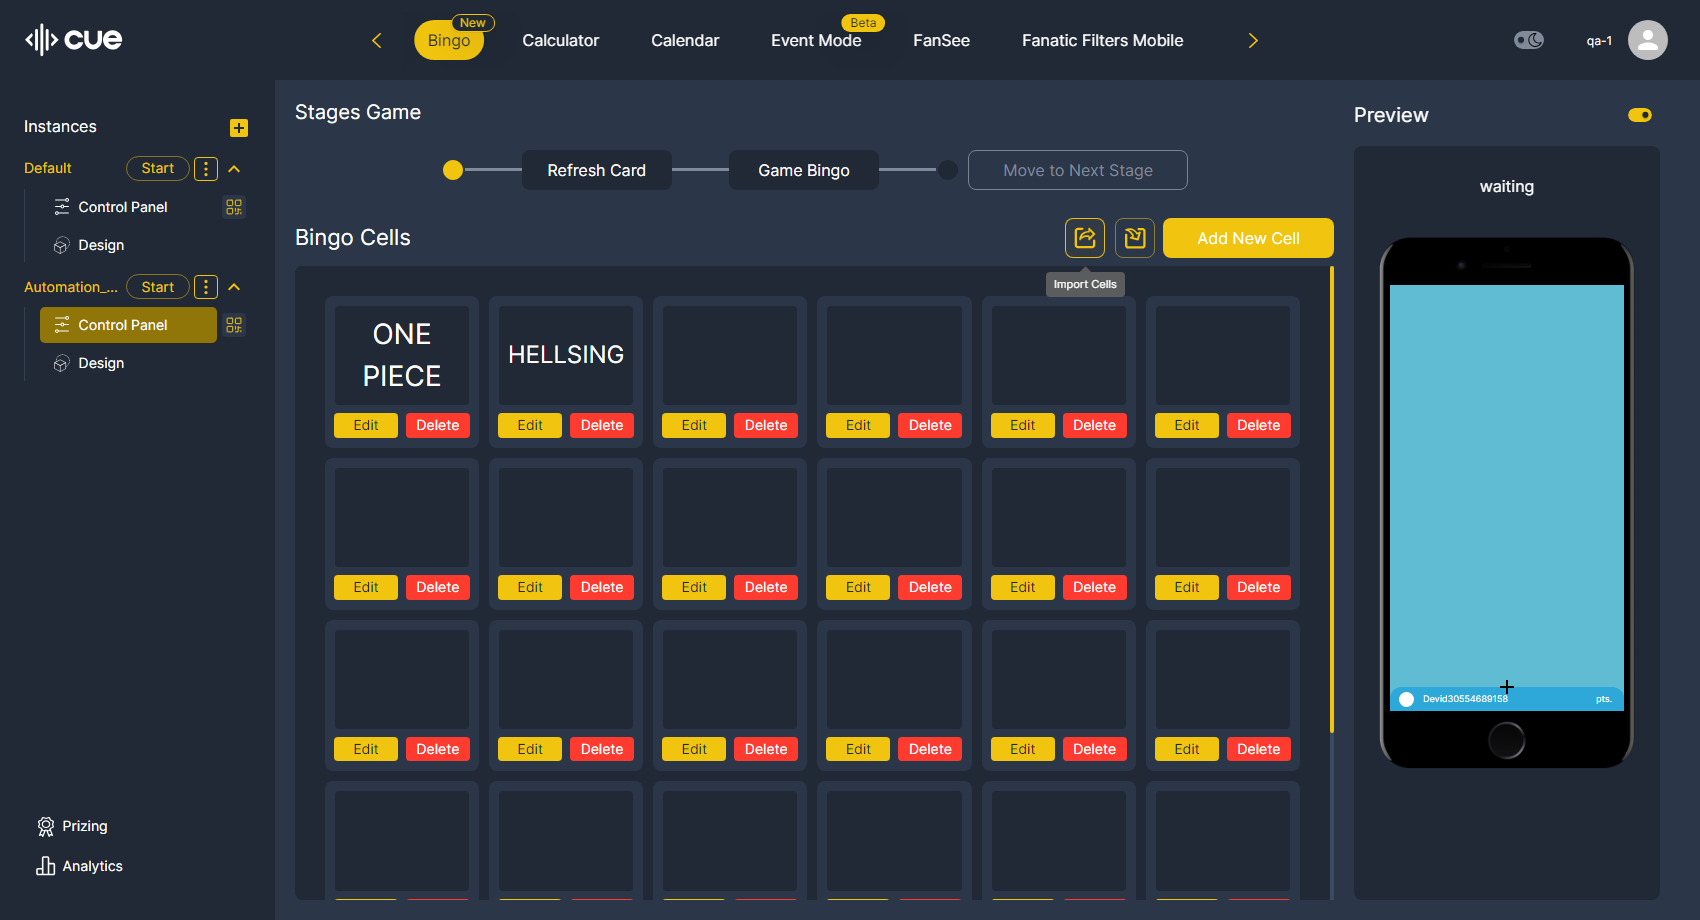 cue
Bingo
New
Calculator
Calendar
Event Mode
Beta
FanSee
Fanatic Filters Mobile
qa-1
Instances
Default
Start
Control Panel
Design
Automation_...
Start
Control Panel
Design
Prizing
Analytics
Stages Game
Refresh Card
Game Bingo
Move to Next Stage
Bingo Cells
Add New Cell
Import Cells
ONE
PIECE
HELLSING
Edit Delete Edit Delete Edit Delete Edit Delete Edit Delete Edit Delete
Edit Delete Edit Delete Edit Delete Edit Delete Edit Delete Edit Delete
Edit Delete Edit Delete Edit Delete Edit Delete Edit Delete Edit Delete
Preview
waiting
Devid30554689158 pts.